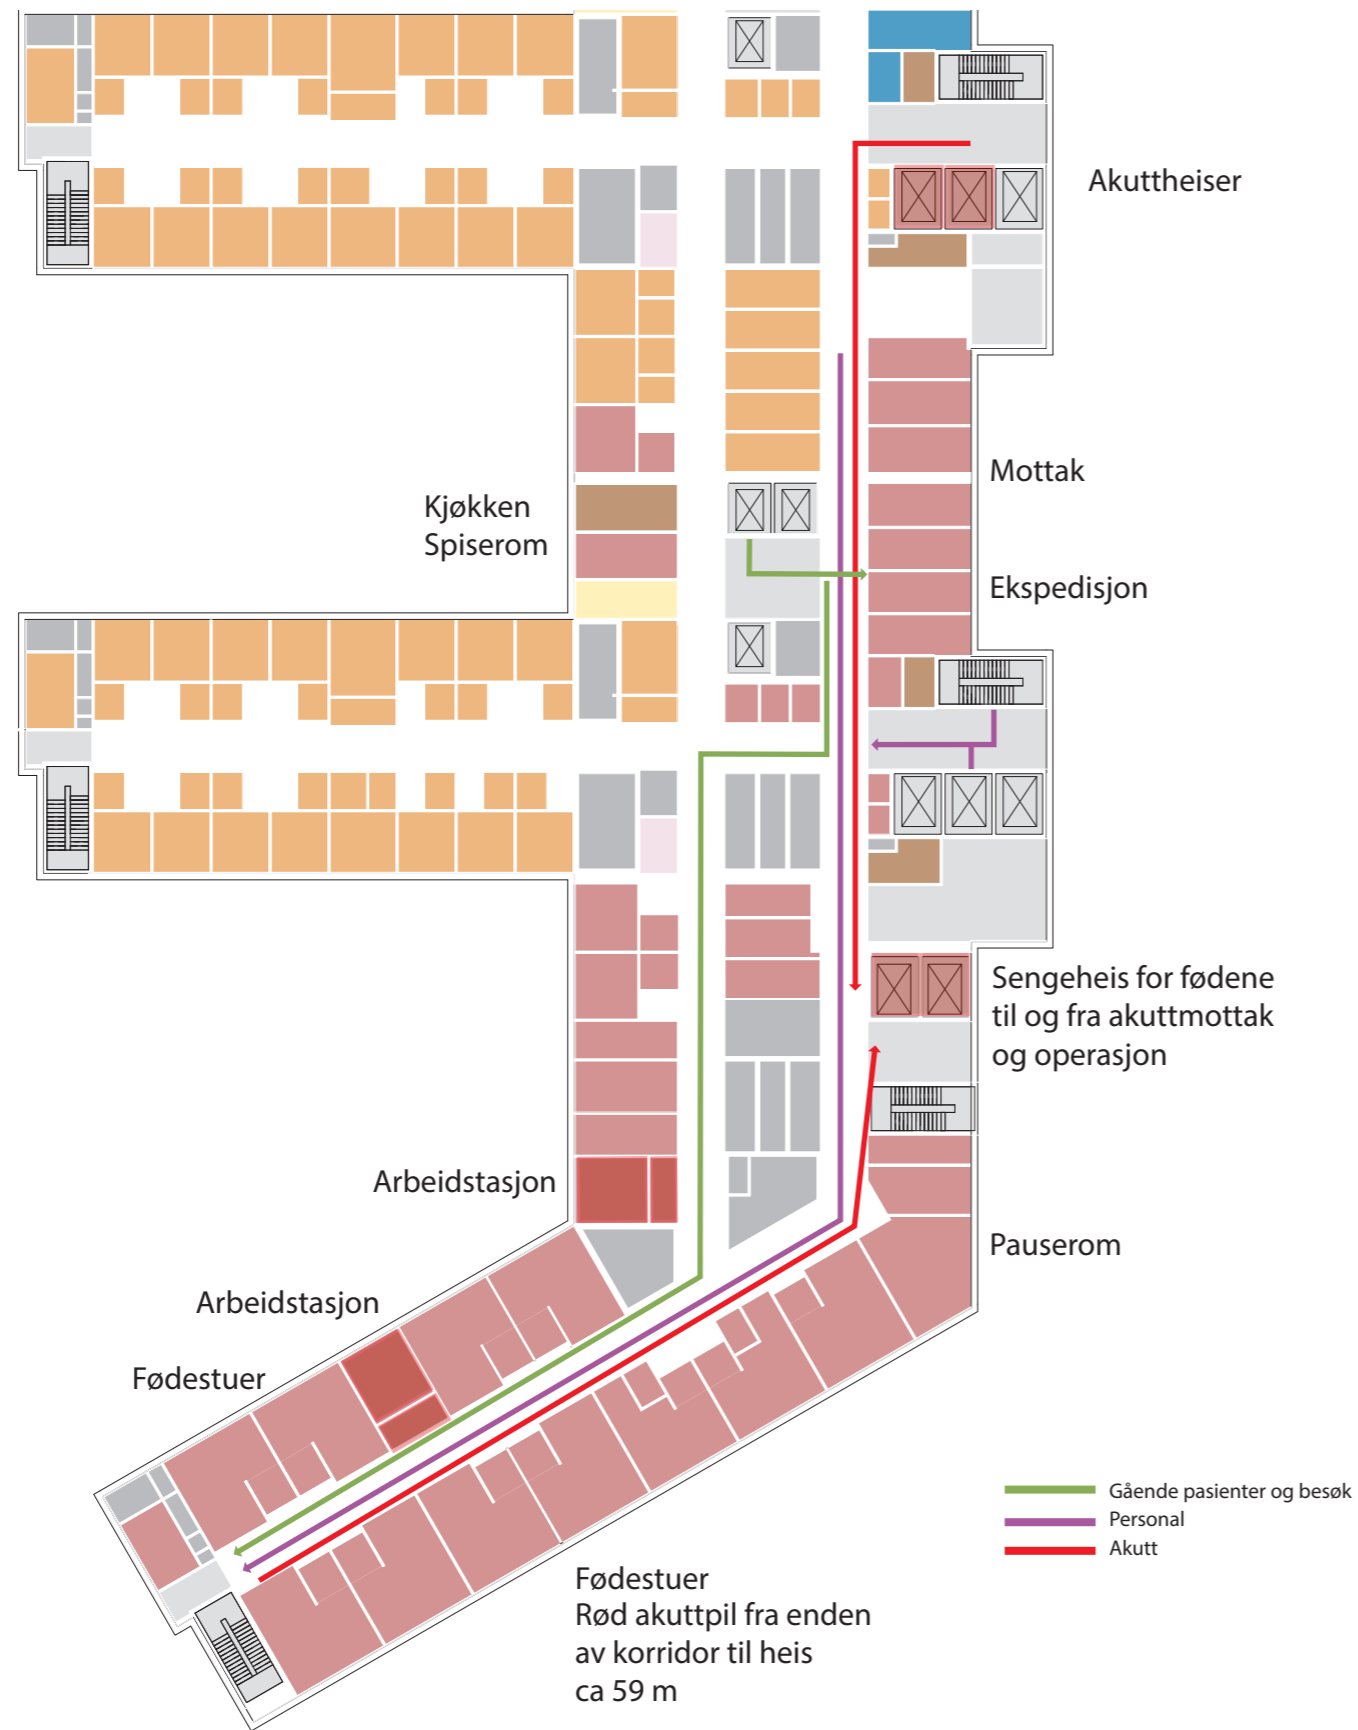 Akuttheiser
Mottak
Kjøkken
Spiserom
Ekspedisjon
Sengeheis for fødene
til og fra akuttmottak
og operasjon
Arbeidstasjon
Pauserom
Arbeidstasjon
Fødestuer
Gående pasienter og besøk
Personal
Akutt
Fødestuer
Rød akuttpil fra enden
av korridor til heis
ca 59 m